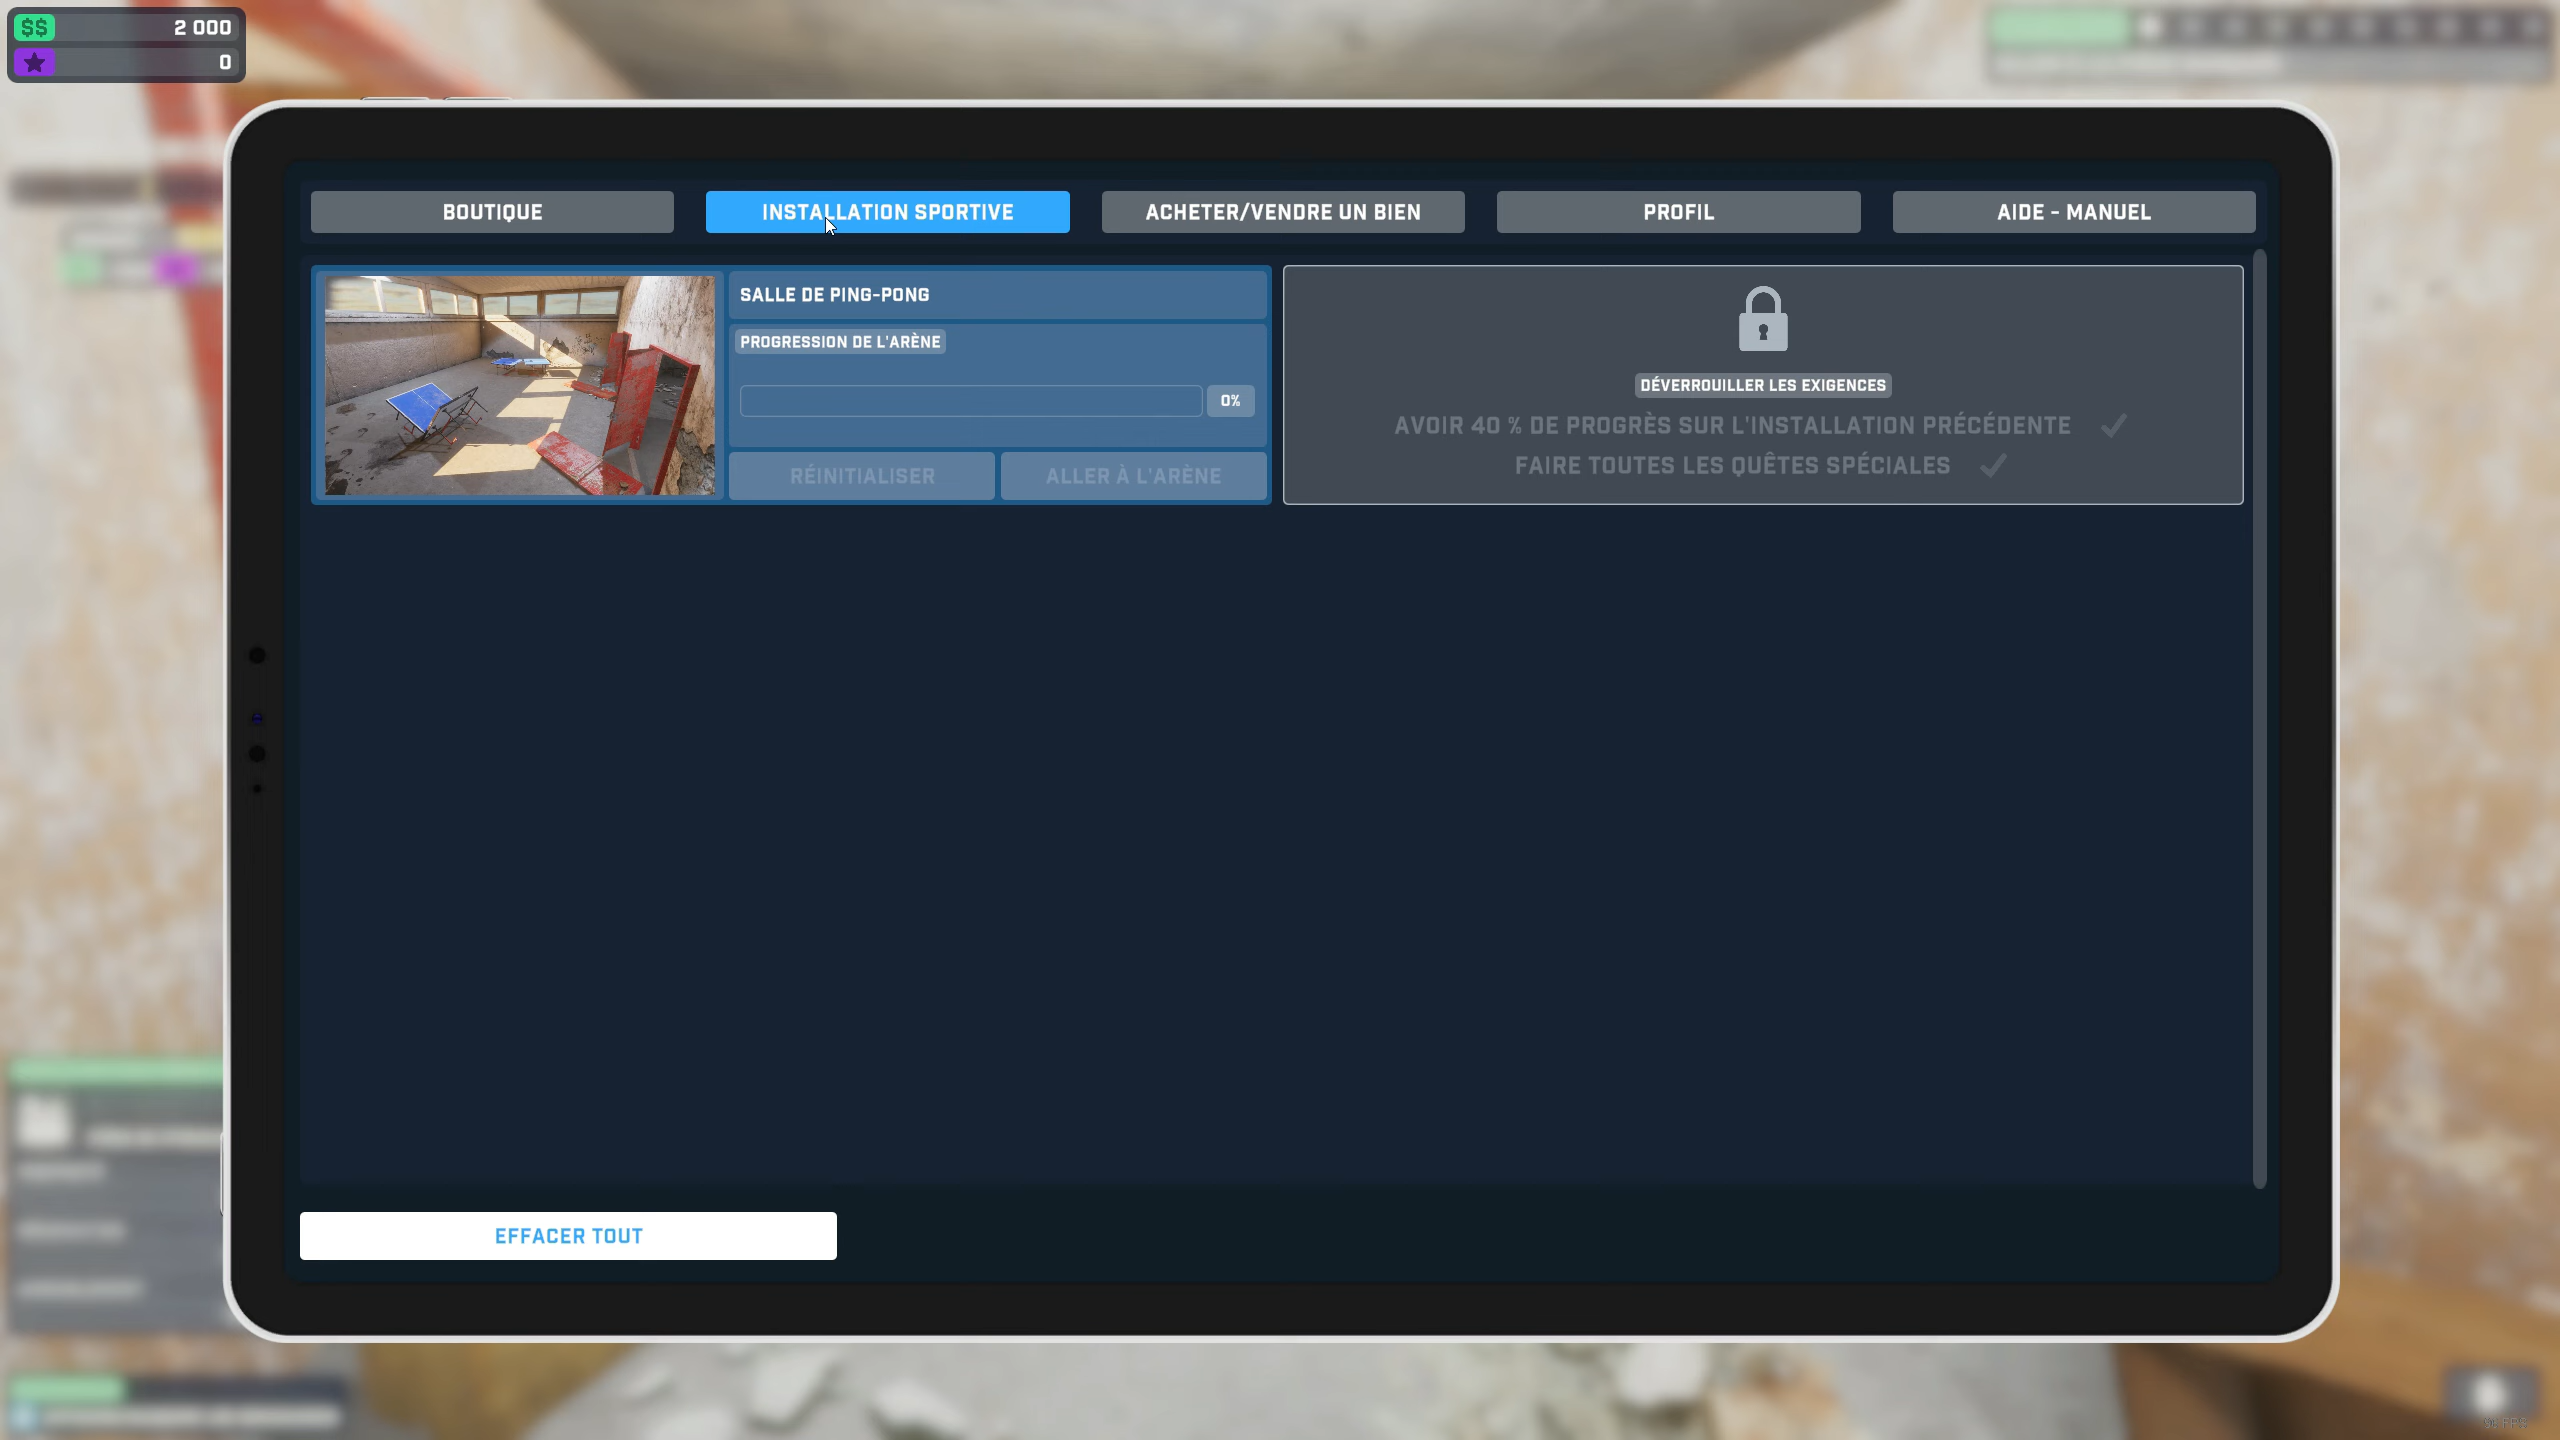 $$ 2 000
0
BOUTIQUE
INSTALLATION SPORTIVE
ACHETER/VENDRE UN BIEN
PROFIL
AIDE - MANUEL
SALLE DE PING-PONG
PROGRESSION DE L'ARÈNE
0%
RÉINITIALISER
ALLER À L'ARÈNE
DÉVERROUILLER LES EXIGENCES
AVOIR 40 % DE PROGRÈS SUR L'INSTALLATION PRÉCÉDENTE
FAIRE TOUTES LES QUÊTES SPÉCIALES
EFFACER TOUT